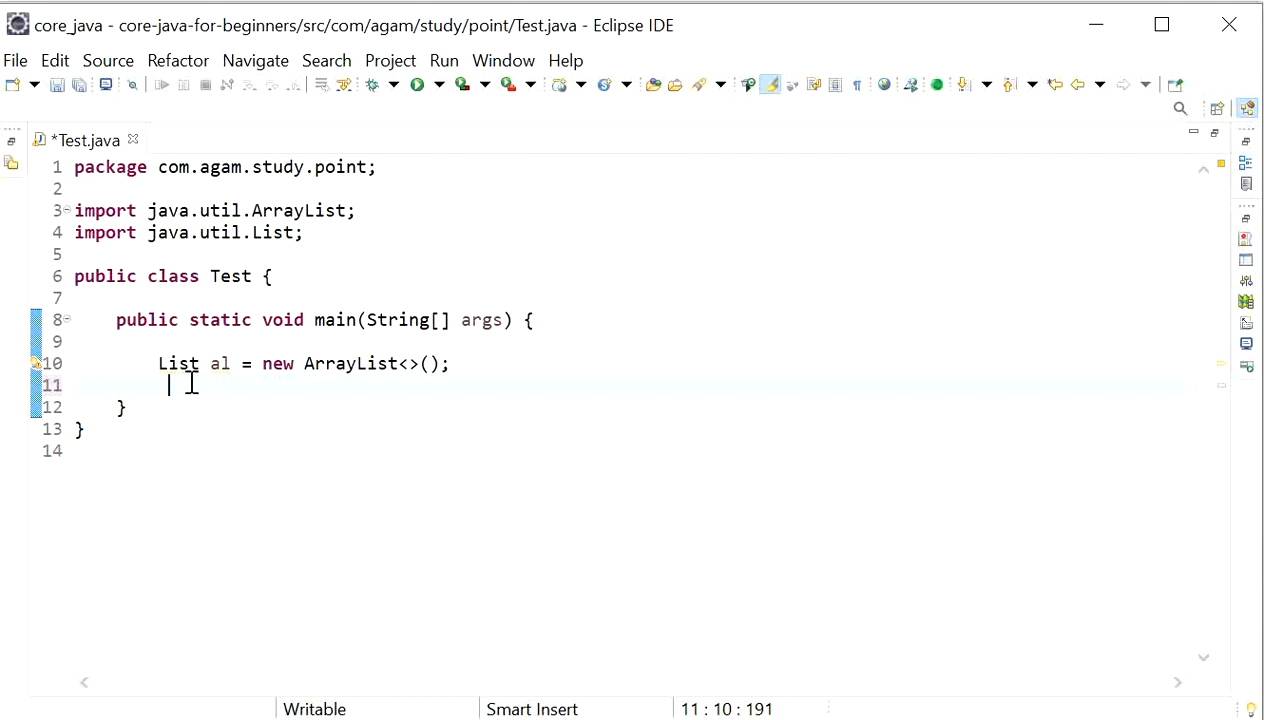 core_java - core-java-for-beginners/src/com/agam/study/point/Test.java - Eclipse IDE
File Edit Source Refactor Navigate Search Project Run Window Help
*Test.java
1 package com.agam.study.point;
2
3 import java.util.ArrayList;
4 import java.util.List;
5
6 public class Test {
7
8 public static void main(String[] args) {
9
10 List al = new ArrayList<>();
11
12 }
13 }
14
Writable Smart Insert 11 : 10 : 191